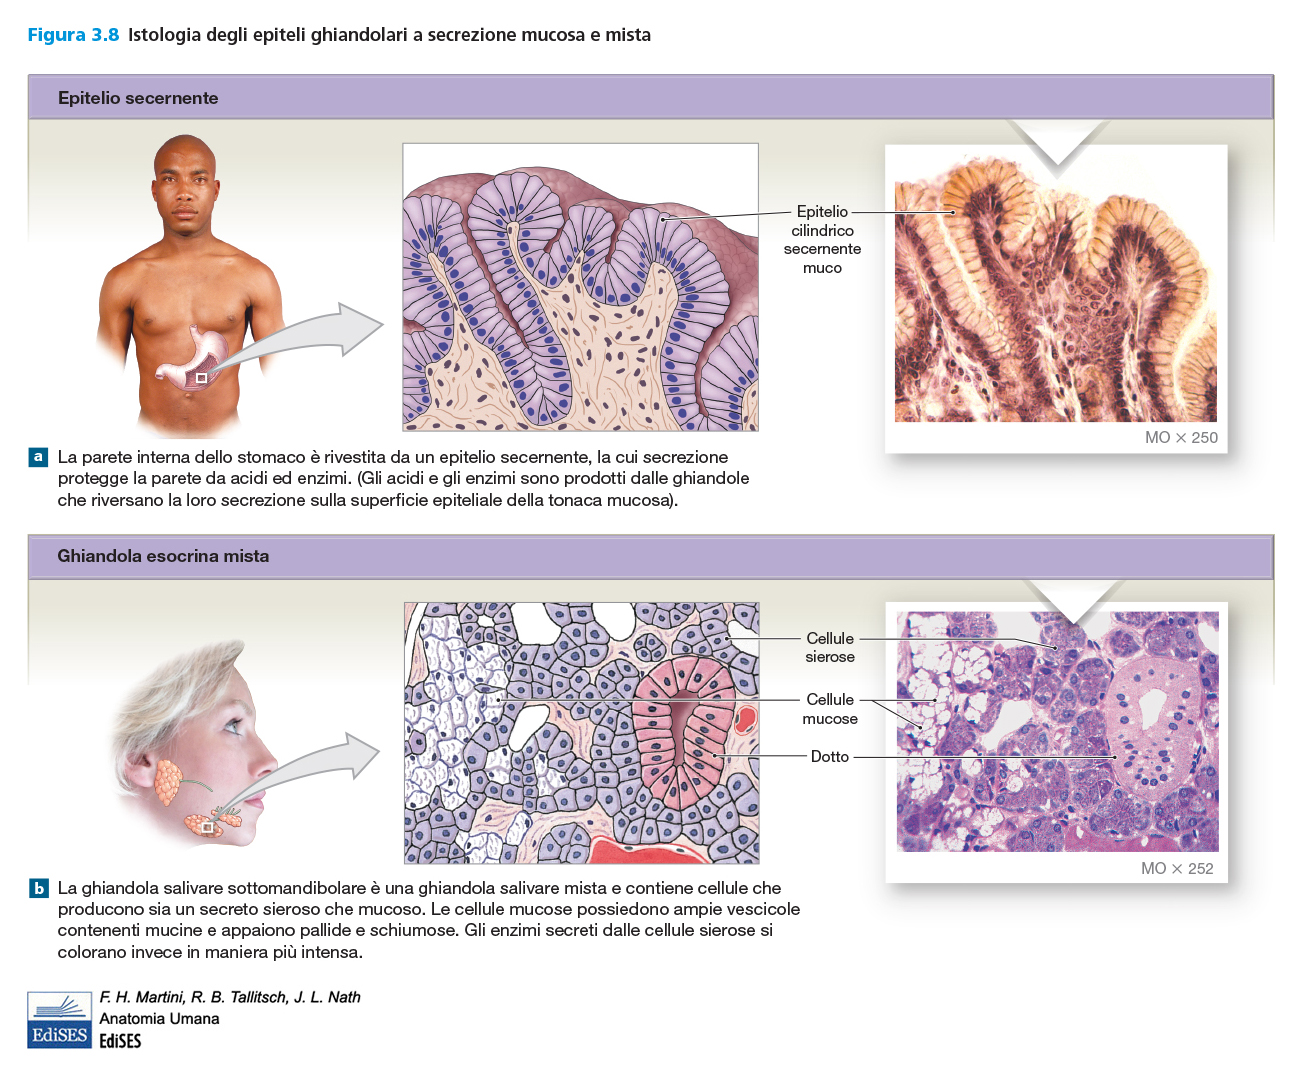 Figura 3.8 Istologia degli epiteli ghiandolari a secrezione mucosa e mista
Epitelio secernente
Epitelio
cilindrico
secernente
muco
MO × 250
a La parete interna dello stomaco è rivestita da un epitelio secernente, la cui secrezione
protegge la parete da acidi ed enzimi. (Gli acidi e gli enzimi sono prodotti dalle ghiandole
che riversano la loro secrezione sulla superficie epiteliale della tonaca mucosa).
Ghiandola esocrina mista
Cellule
sierose
Cellule
mucose
Dotto
MO × 252
b La ghiandola salivare sottomandibolare è una ghiandola salivare mista e contiene cellule che
producono sia un secreto sieroso che mucoso. Le cellule mucose possiedono ampie vescicole
contenenti mucine e appaiono pallide e schiumose. Gli enzimi secreti dalle cellule sierose si
colorano invece in maniera più intensa.
F. H. Martini, R. B. Tallitsch, J. L. Nath
Anatomia Umana
EdiSES
EdiSES